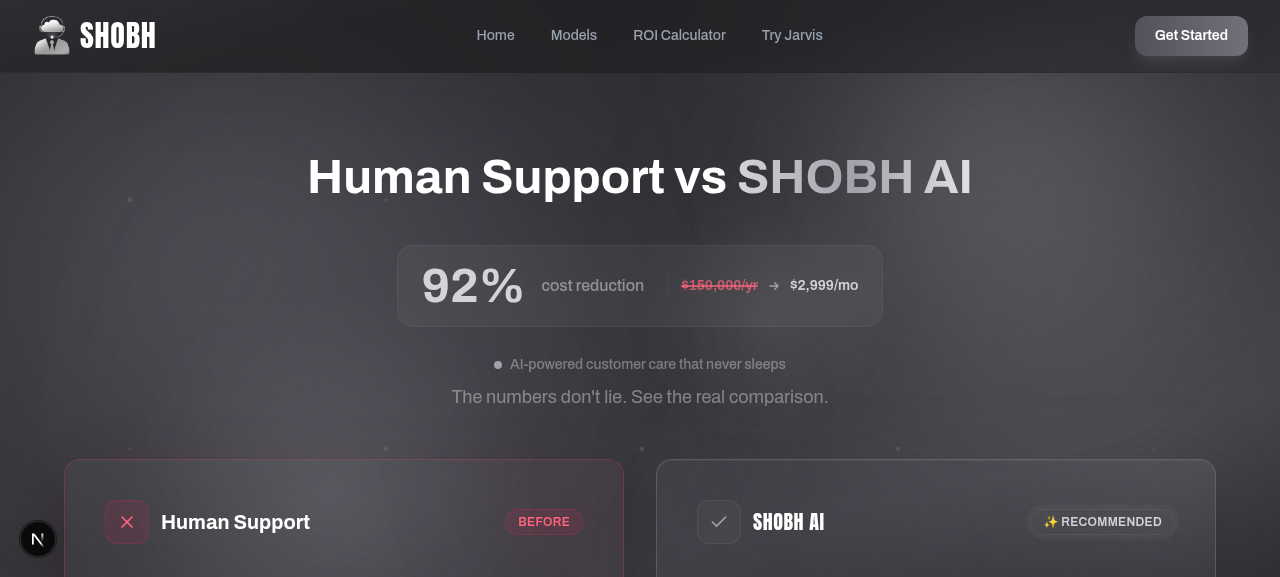 SHOBH
Home
Models
ROI Calculator
Try Jarvis
Get Started
Human Support vs SHOBH AI
92% cost reduction $150,000/yr → $2,999/mo
AI-powered customer care that never sleeps
The numbers don't lie. See the real comparison.
Human Support
BEFORE
SHOBH AI
✨ RECOMMENDED
N